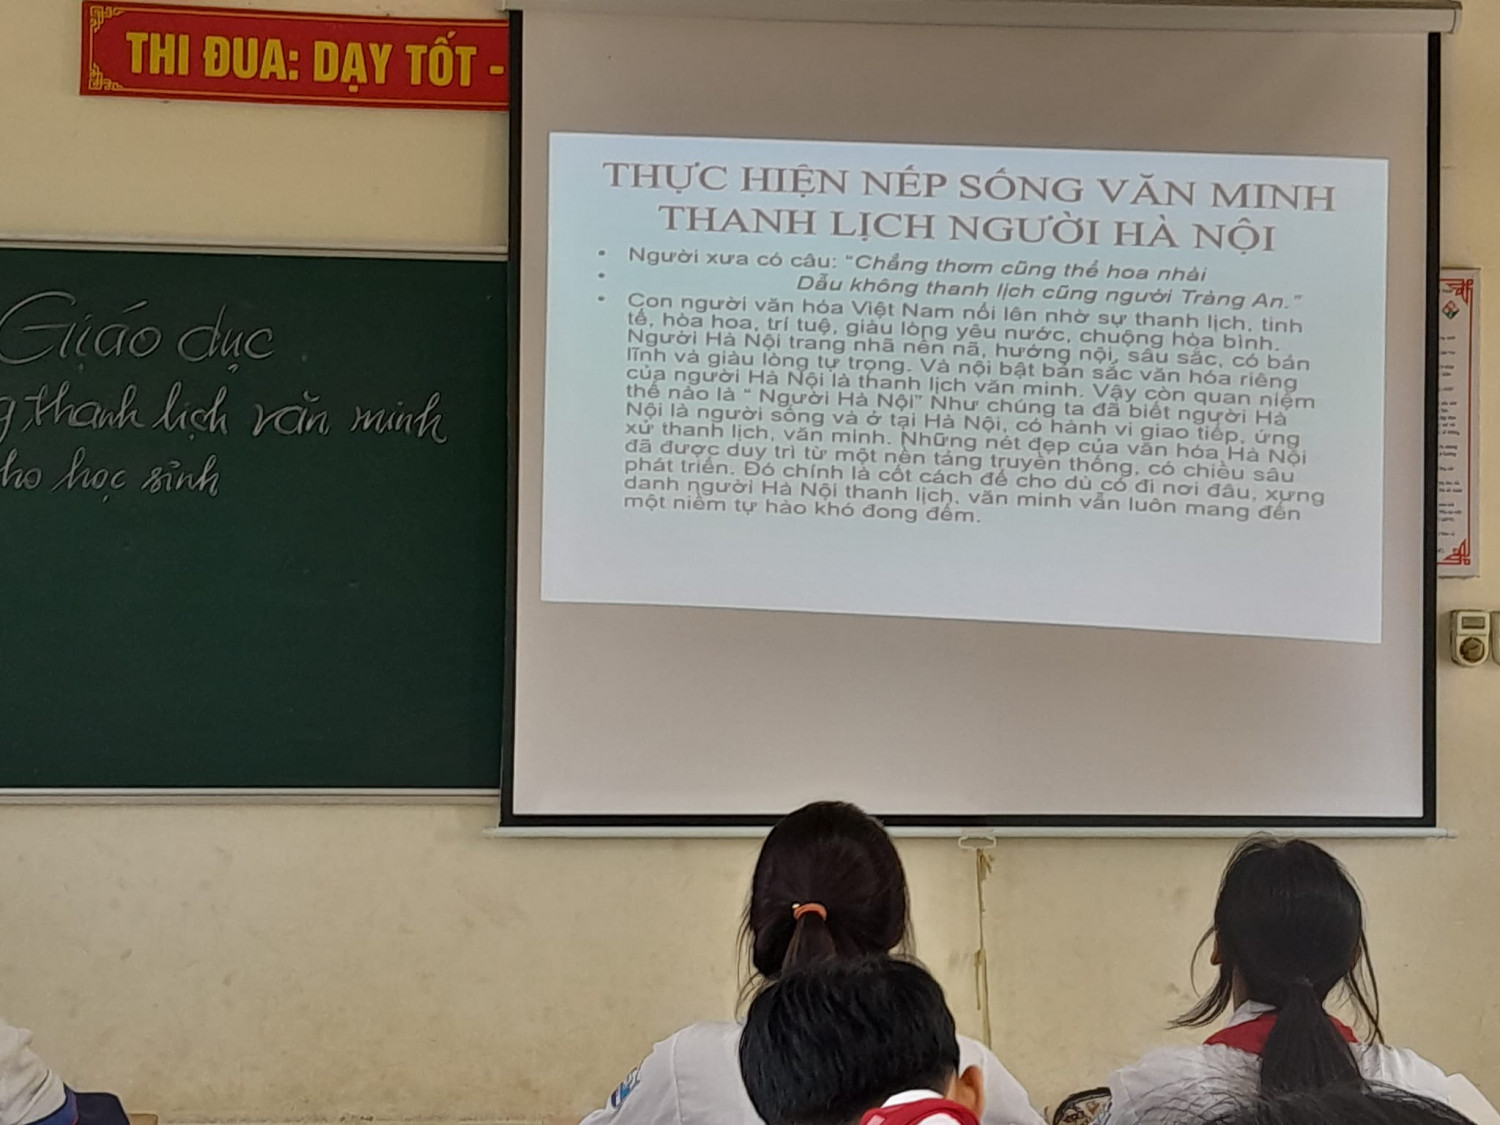 THI ĐUA: DẠY TỐT -
Giáo dục
thanh lịch văn minh
ho học sinh
THỰC HIỆN NẾP SỐNG VĂN MINH
THANH LỊCH NGƯỜI HÀ NỘI
• Người xưa có câu: “Chẳng thơm cũng thể hoa nhài
• Dẫu không thanh lịch cũng người Tràng An.”
• Con người văn hóa Việt Nam nổi lên nhờ sự thanh lịch, tinh
tế, hòa hoa, trí tuệ, giàu lòng yêu nước, chuộng hòa bình.
Người Hà Nội trang nhã nền nã, hướng nội, sâu sắc, có bản
lĩnh và giàu lòng tự trọng. Và nội bật bản sắc văn hóa riêng
của người Hà Nội là thanh lịch văn minh. Vậy còn quan niệm
thế nào là “ Người Hà Nội” Như chúng ta đã biết người Hà
Nội là người sống và ở tại Hà Nội, có hành vi giao tiếp, ứng
xử thanh lịch, văn minh. Những nét đẹp của văn hóa Hà Nội
đã được duy trì từ một nền tảng truyền thống, có chiều sâu
phát triển. Đó chính là cốt cách để cho dù có đi nơi đâu, xưng
danh người Hà Nội thanh lịch, văn minh vẫn luôn mang đến
một niềm tự hào khó đong đếm.